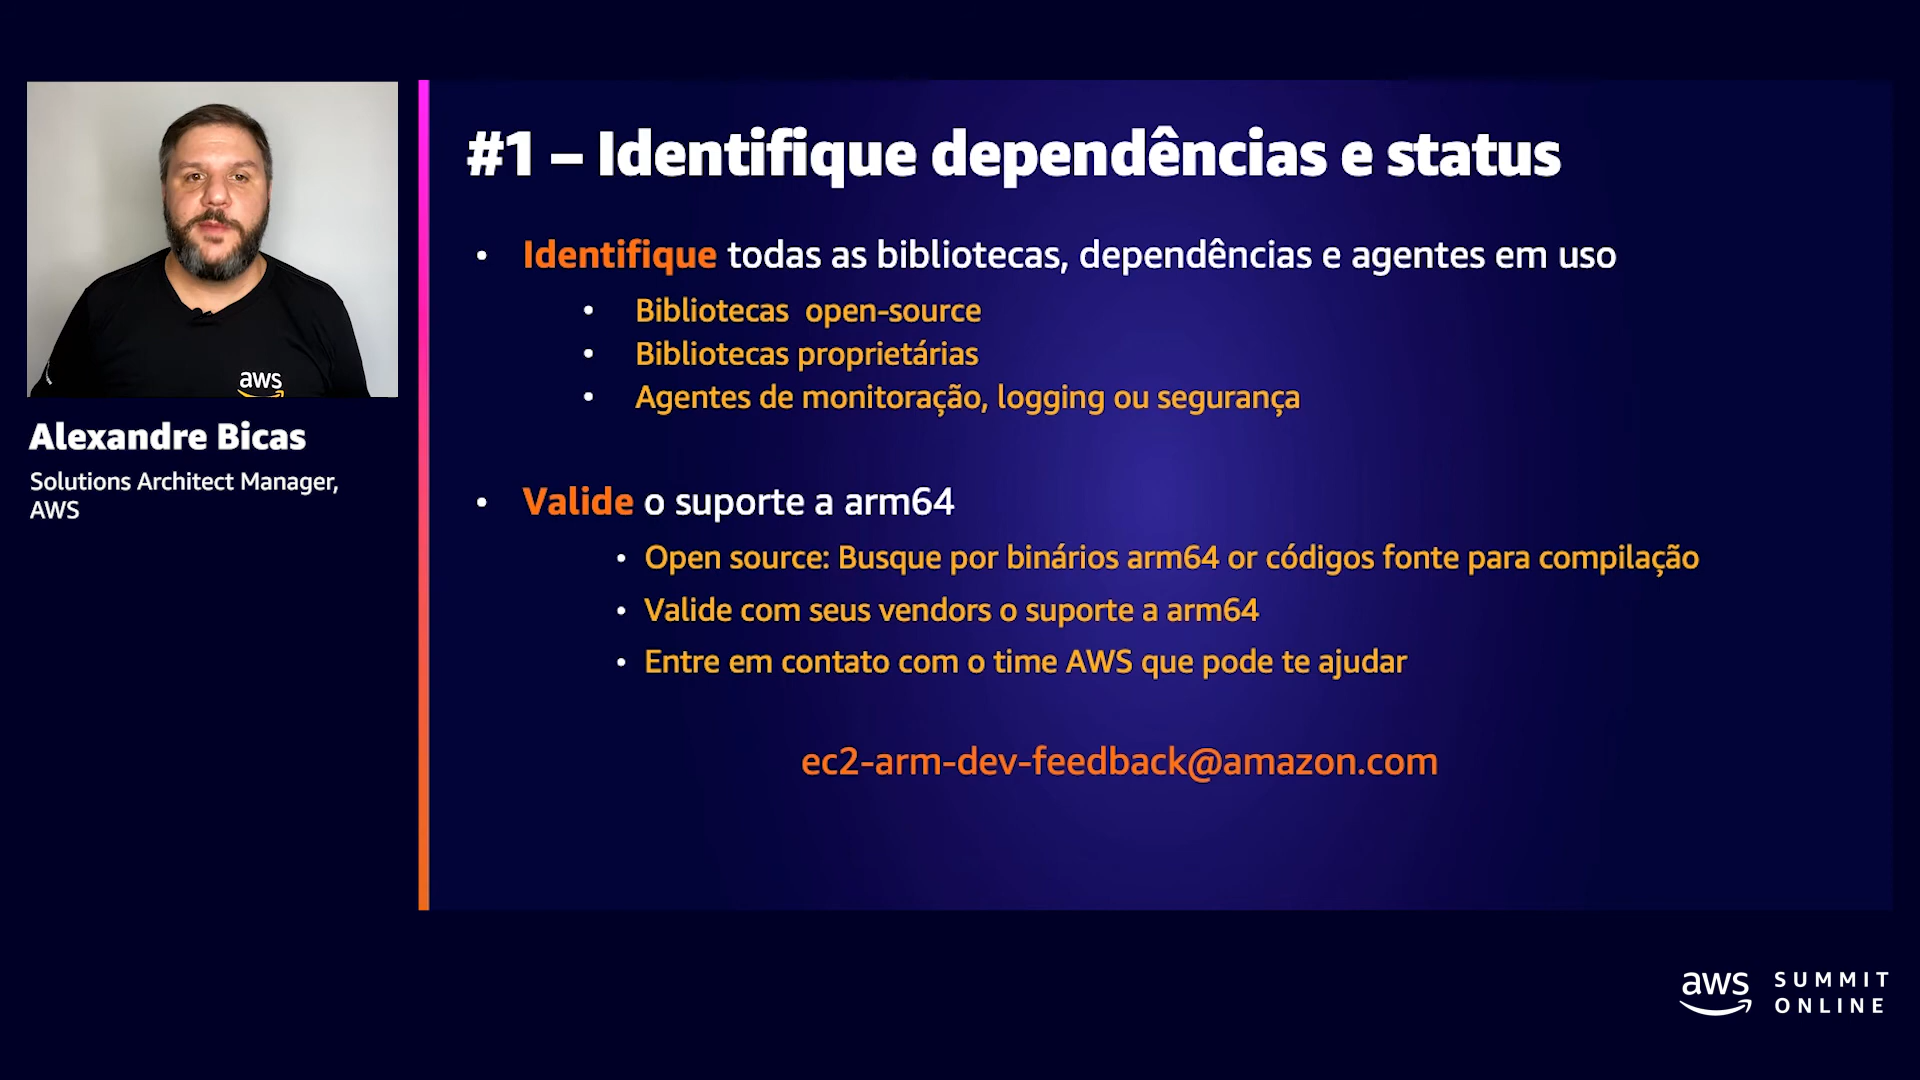 #1 – Identifique dependências e status
• Identifique todas as bibliotecas, dependências e agentes em uso
• Bibliotecas open-source
• Bibliotecas proprietárias
• Agentes de monitoração, logging ou segurança
• Valide o suporte a arm64
• Open source: Busque por binários arm64 or códigos fonte para compilação
• Valide com seus vendors o suporte a arm64
• Entre em contato com o time AWS que pode te ajudar
ec2-arm-dev-feedback@amazon.com
aws
Alexandre Bicas
Solutions Architect Manager,
AWS
aws SUMMIT
ONLINE